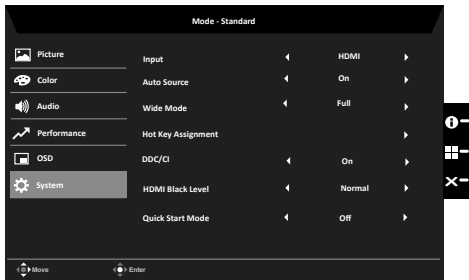 Mode - Standard
Picture
Color
Audio
Performance
OSD
System
Input HDMI
Auto Source On
Wide Mode Full
Hot Key Assignment
DDC/CI On
HDMI Black Level Normal
Quick Start Mode Off
Move Enter